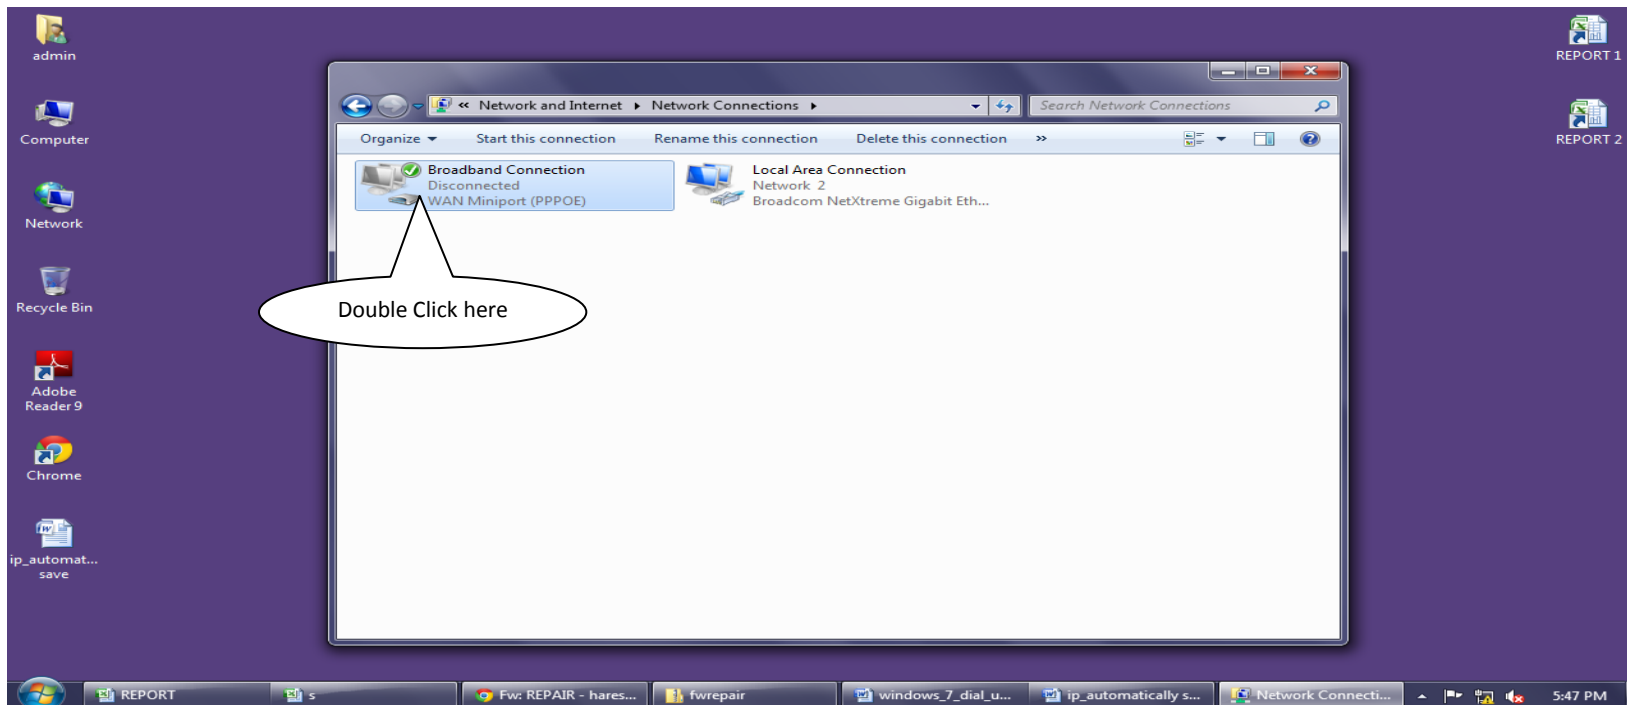 admin
Computer
Network
Recycle Bin
Adobe
Reader 9
Chrome
ip_automat...
save
REPORT 1
REPORT 2
« Network and Internet Network Connections
Search Network Connections
Organize Start this connection Rename this connection Delete this connection »
Broadband Connection
Disconnected
WAN Miniport (PPPOE)
Local Area Connection
Network 2
Broadcom NetXtreme Gigabit Eth...
Double Click here
REPORT s Fw: REPAIR - hares... fwrepair windows_7_dial_u... ip_automatically s... Network Connecti... 5:47 PM